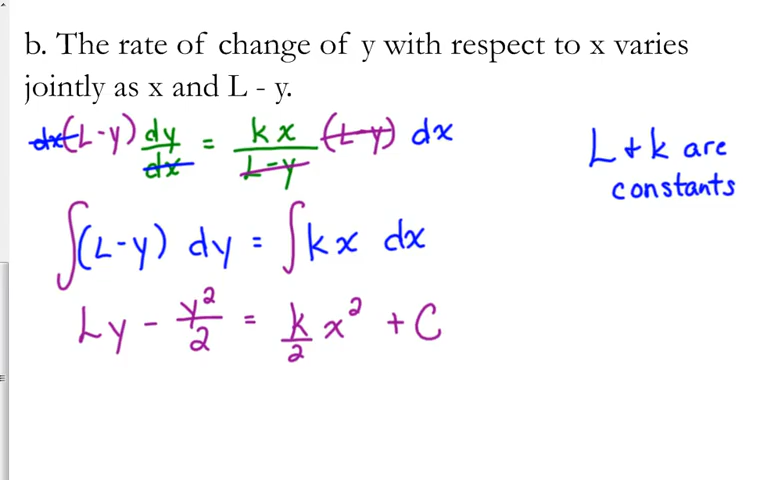 b. The rate of change of y with respect to x varies
jointly as x and L - y.
dx(L-y) dy/dx = kx/(L-y) (L-y) dx
L + k are
constants
∫(L-y) dy = ∫kx dx
Ly - y²/2 = k/2 x² + C